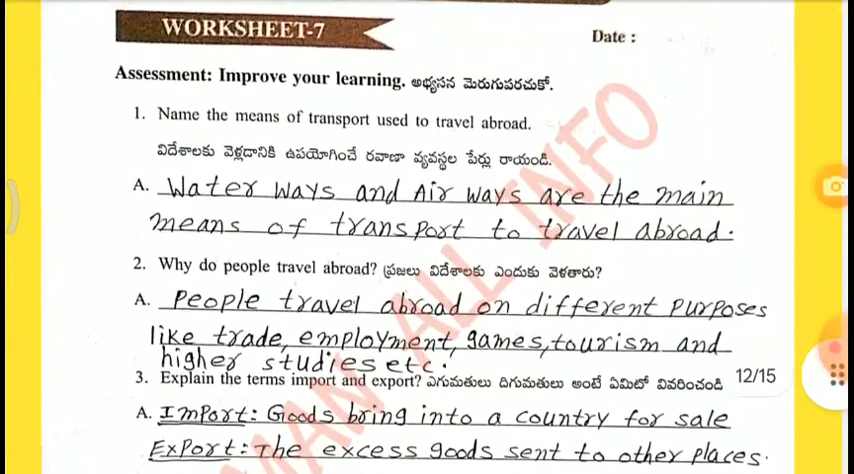 WORKSHEET-7
Date :
Assessment: Improve your learning. అభ్యసన మెరుగుపరచుకో.
1. Name the means of transport used to travel abroad.
విదేశాలకు వెళ్లడానికి ఉపయోగించే రవాణా వ్యవస్థల పేర్లు రాయండి.
A. Water ways and Air ways are the main
means of transport to travel abroad.
2. Why do people travel abroad? ప్రజలు విదేశాలకు ఎందుకు వెళతారు?
A. People travel abroad on different purposes
like trade, employment, games, tourism and
higher studies etc.
3. Explain the terms import and export? ఎగుమతులు దిగుమతులు అంటే ఏమిటో వివరించండి
12/15
A. Import: Goods bring into a country for sale
Export: The excess goods sent to other places.
MAN ALL INFO